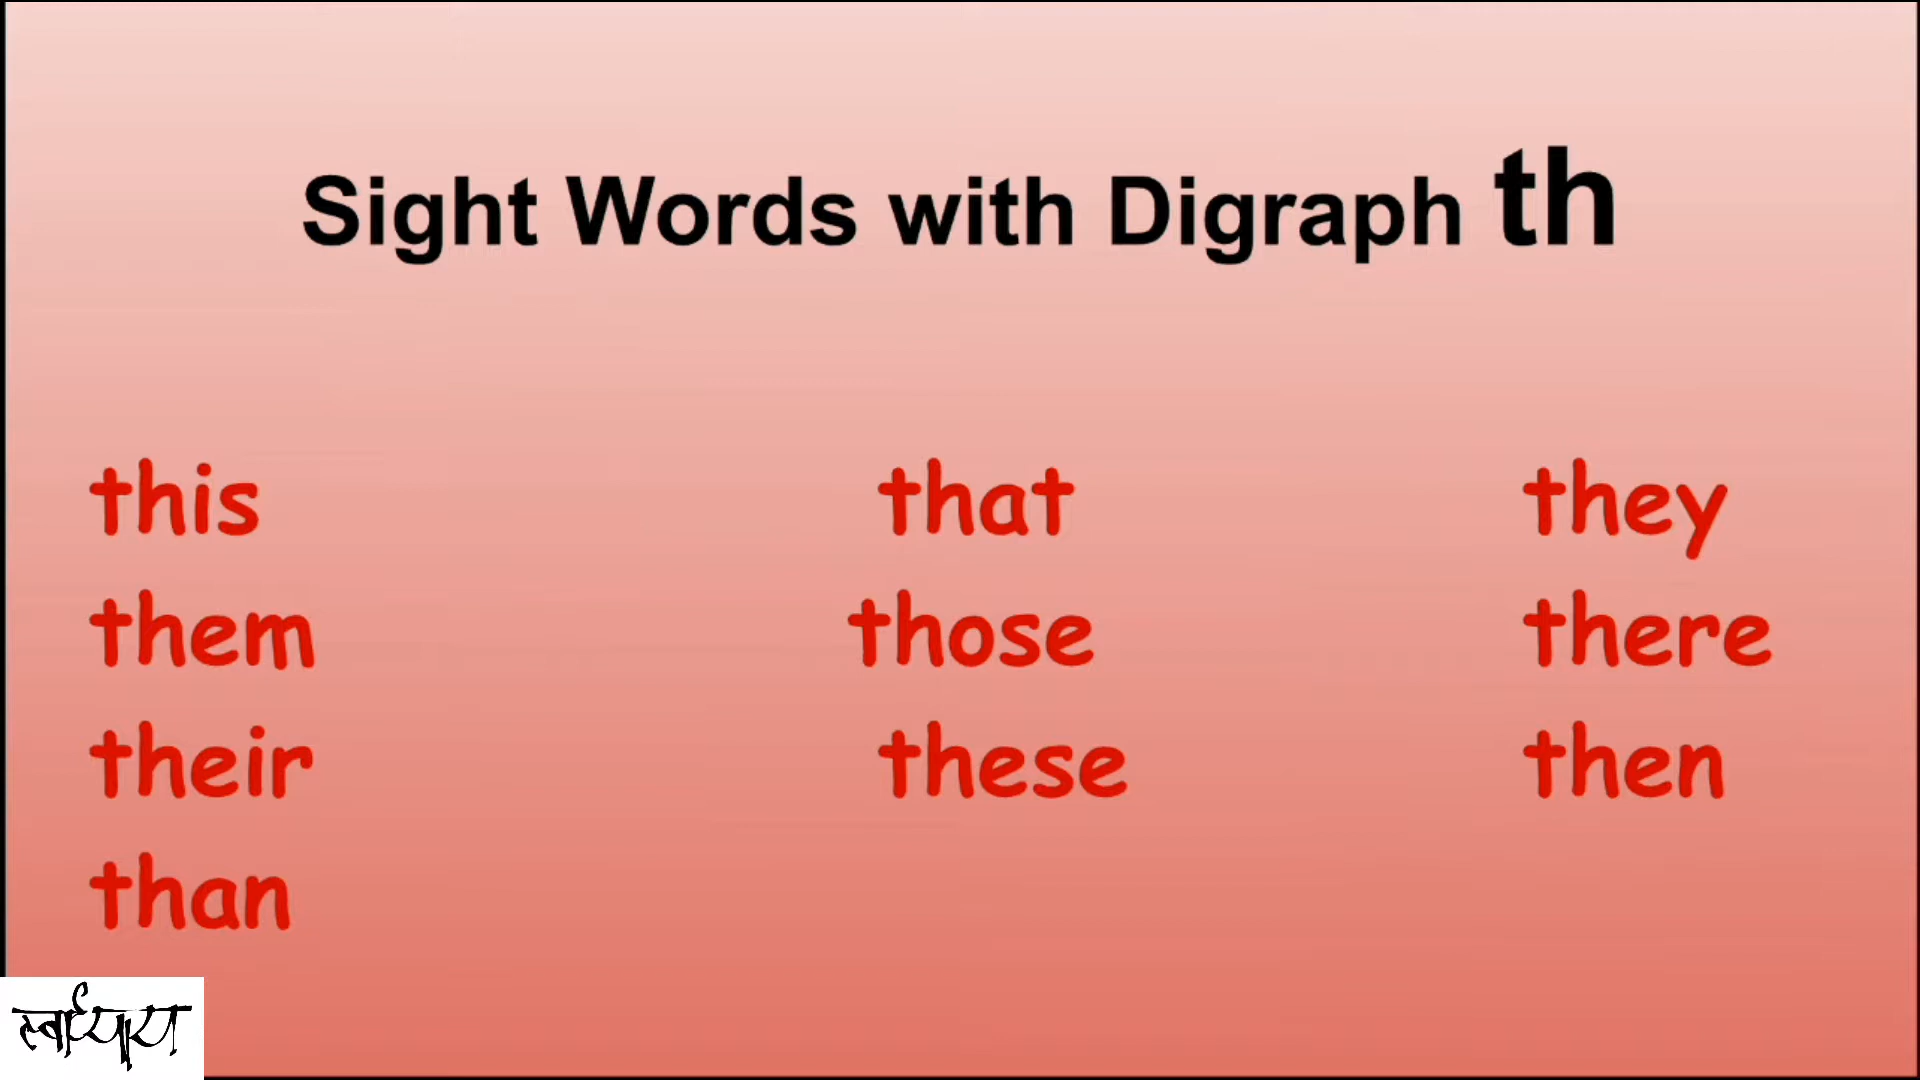 Sight Words with Digraph th
this that they
them those there
their these then
than
स्वाध्याय